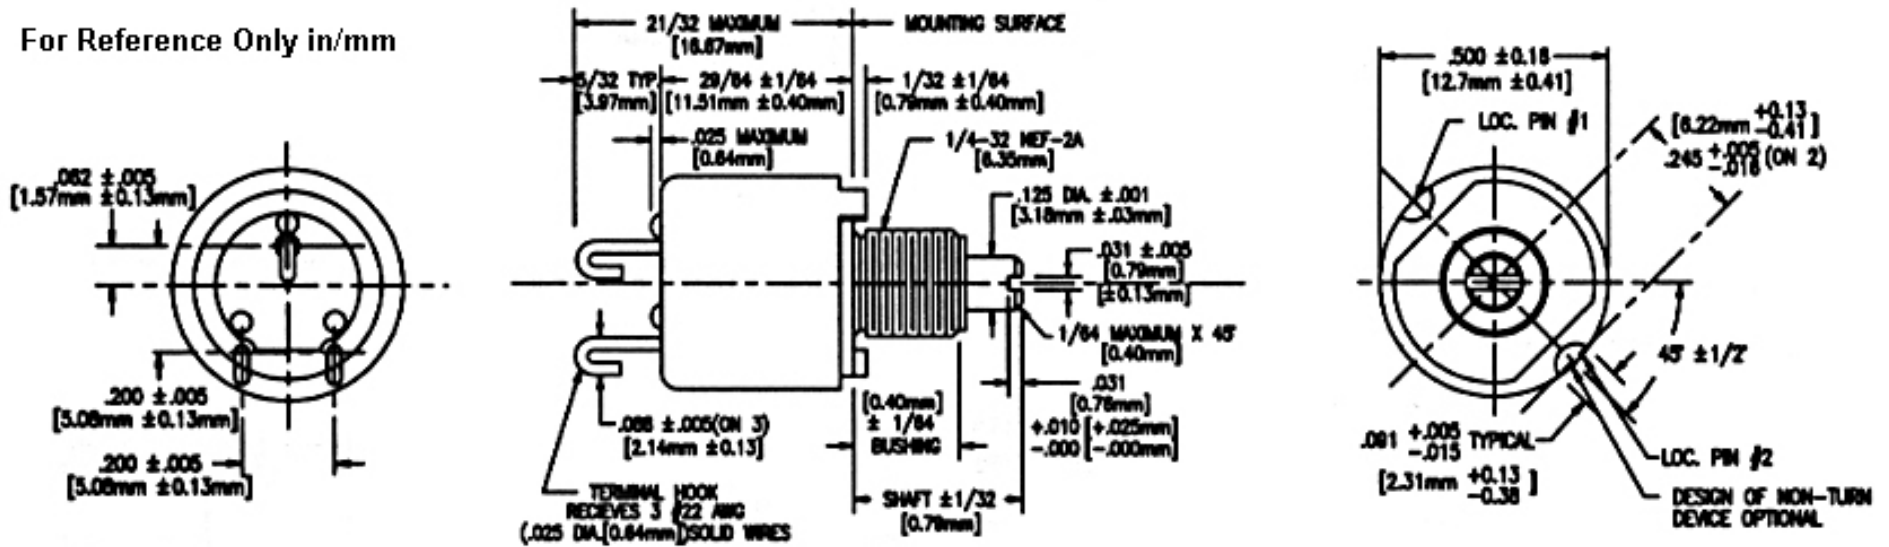 For Reference Only in/mm
.062 ±.005
[1.57mm ±0.13mm]
.200 ±.005
[5.08mm ±0.13mm]
.200 ±.005
[5.08mm ±0.13mm]
21/32 MAXIMUM
[16.67mm]
MOUNTING SURFACE
5/32 TYP.
[3.97mm]
29/64 ±1/64
[11.51mm ±0.40mm]
1/32 ±1/64
[0.79mm ±0.40mm]
.025 MAXIMUM
[0.64mm]
1/4-32 NEF-2A
[6.35mm]
.125 DIA. ±.001
[3.18mm ±.03mm]
.031 ±.005
[0.79mm]
[±0.13mm]
1/64 MAXIMUM X 45°
[0.40mm]
.031
[0.78mm]
+.010 [+.025mm]
-.000 [-.000mm]
[0.40mm]
± 1/64
BUSHING
SHAFT ±1/32
[0.79mm]
±.005(ON 3)
[2.14mm ±0.13]
TERMINAL HOOK
RECIEVES 3 #22 AWG
(.025 DIA.[0.64mm])SOLID WIRES
.500 ±0.16
[12.7mm ±0.41]
LOC. PIN #1
[6.22mm +0.13 -0.41]
.245 +.005 -.016 (ON 2)
45° ±1/2°
.091 +.005 -.015 TYPICAL
[2.31mm +0.13 -0.38]
LOC. PIN #2
DESIGN OF NON-TURN
DEVICE OPTIONAL